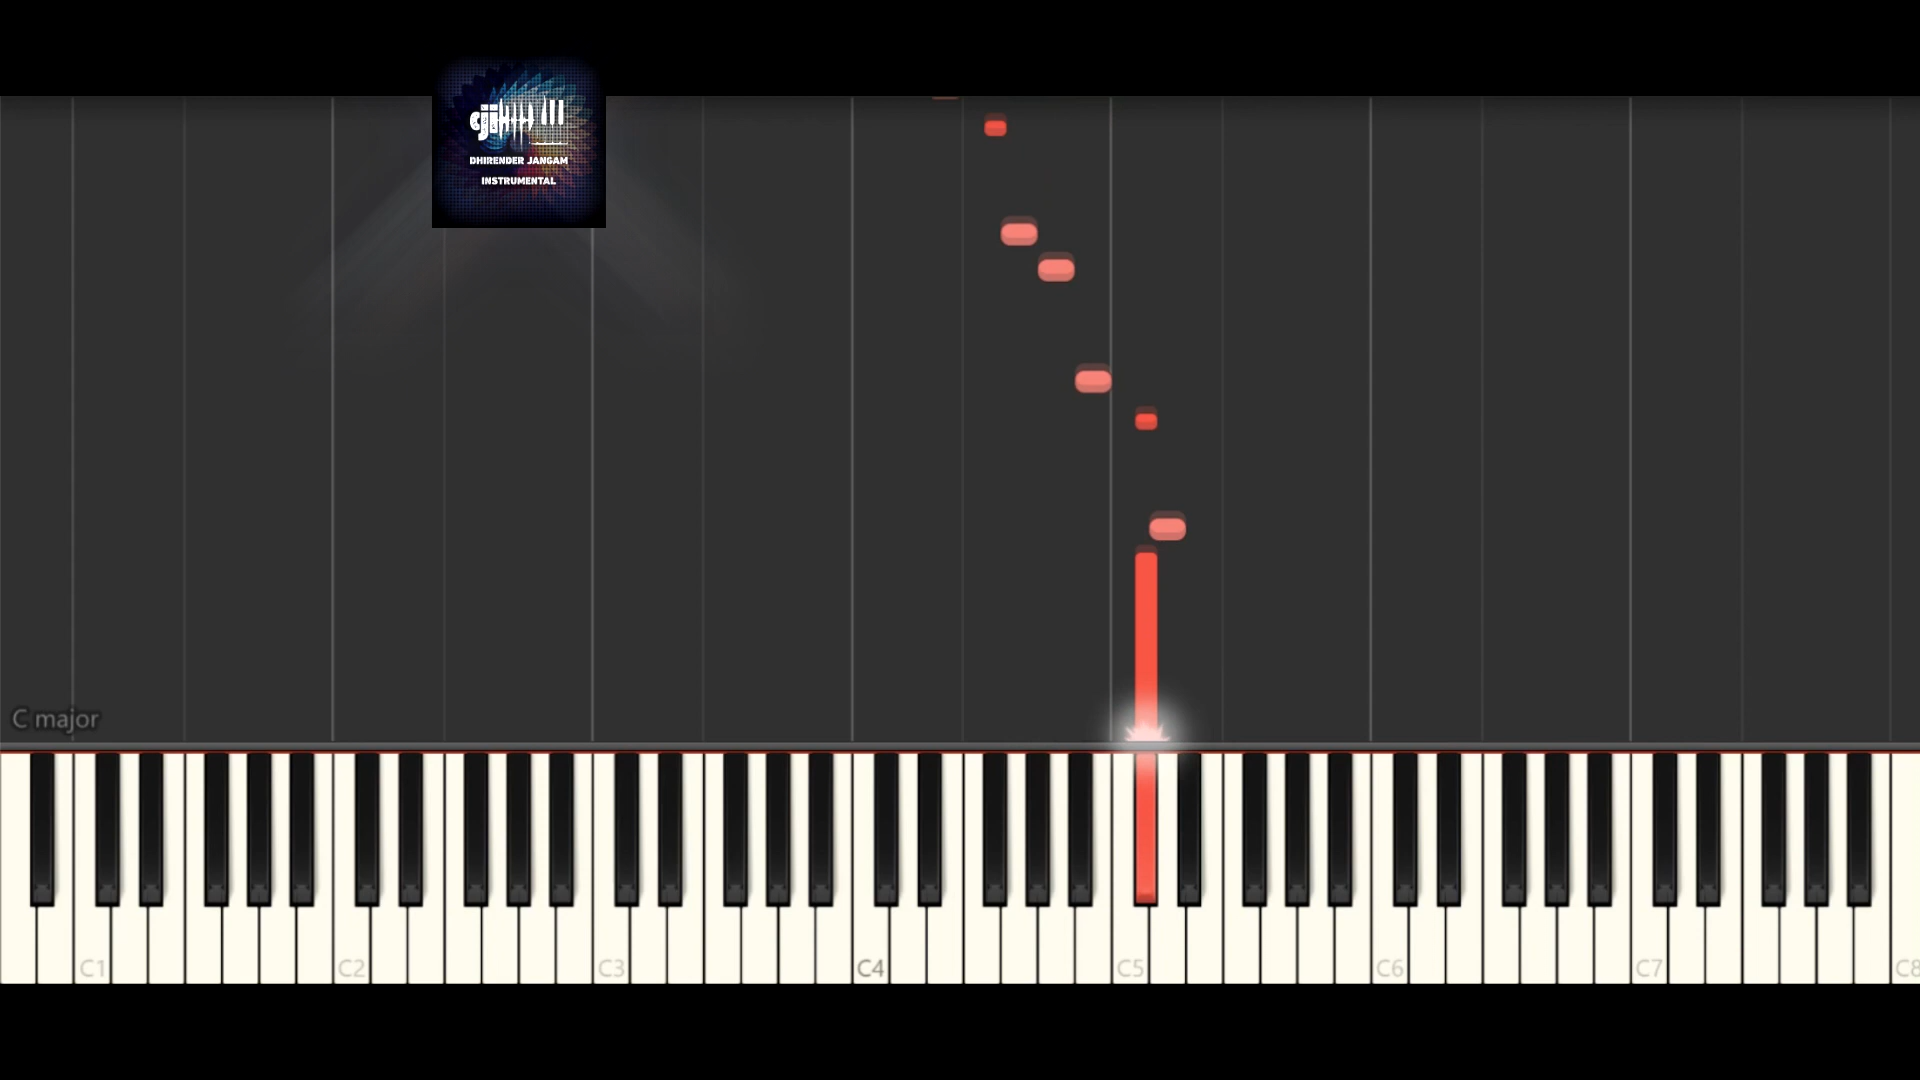 DHIRENDER JANGAM
INSTRUMENTAL
C major
C1
C2
C3
C4
C5
C6
C7
C8